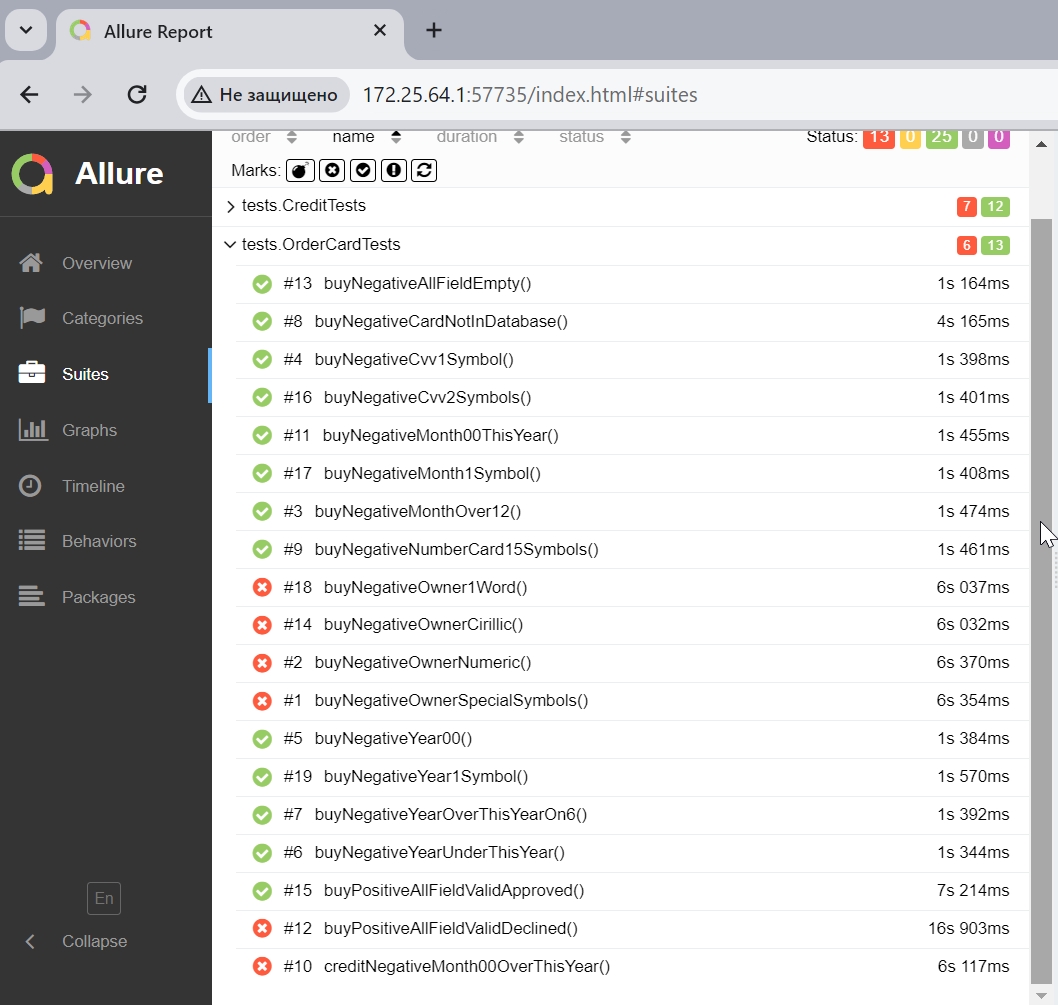 Allure Report
Не защищено 172.25.64.1:57735/index.html#suites
Allure
order name duration status Status: 13 0 25 0 0
Marks:
tests.CreditTests 7 12
tests.OrderCardTests 6 13
#13 buyNegativeAllFieldEmpty() 1s 164ms
#8 buyNegativeCardNotInDatabase() 4s 165ms
#4 buyNegativeCvv1Symbol() 1s 398ms
#16 buyNegativeCvv2Symbols() 1s 401ms
#11 buyNegativeMonth00ThisYear() 1s 455ms
#17 buyNegativeMonth1Symbol() 1s 408ms
#3 buyNegativeMonthOver12() 1s 474ms
#9 buyNegativeNumberCard15Symbols() 1s 461ms
#18 buyNegativeOwner1Word() 6s 037ms
#14 buyNegativeOwnerCirillic() 6s 032ms
#2 buyNegativeOwnerNumeric() 6s 370ms
#1 buyNegativeOwnerSpecialSymbols() 6s 354ms
#5 buyNegativeYear00() 1s 384ms
#19 buyNegativeYear1Symbol() 1s 570ms
#7 buyNegativeYearOverThisYearOn6() 1s 392ms
#6 buyNegativeYearUnderThisYear() 1s 344ms
#15 buyPositiveAllFieldValidApproved() 7s 214ms
#12 buyPositiveAllFieldValidDeclined() 16s 903ms
#10 creditNegativeMonth00OverThisYear() 6s 117ms
Overview
Categories
Suites
Graphs
Timeline
Behaviors
Packages
En
Collapse